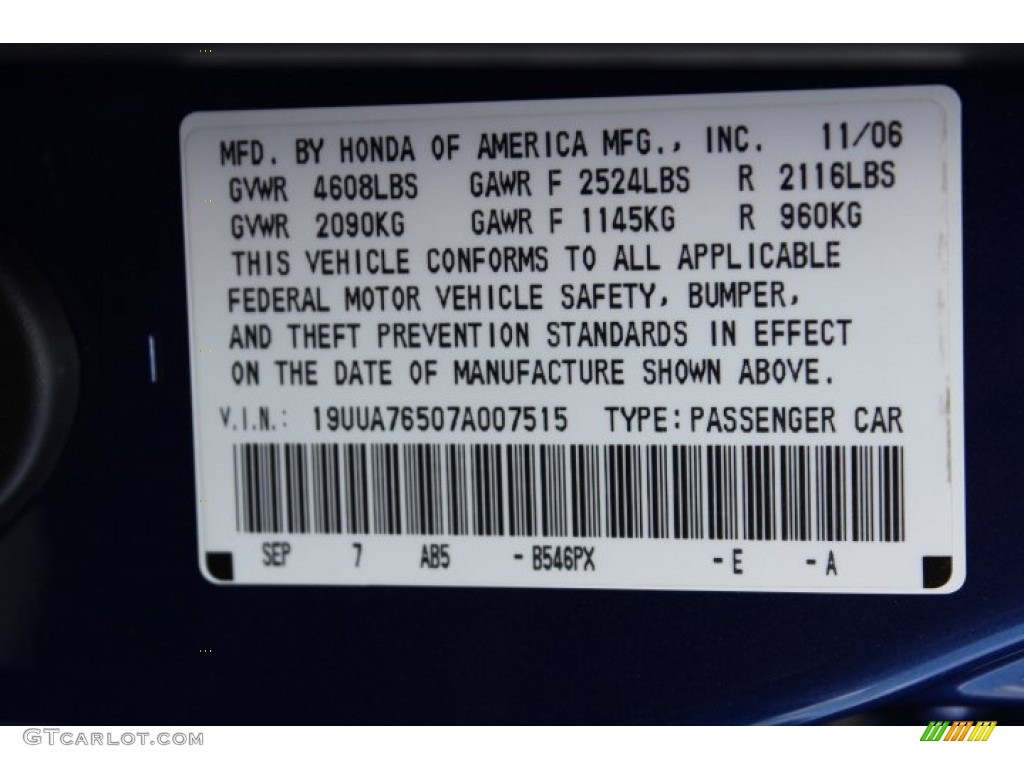 MFD. BY HONDA OF AMERICA MFG., INC. 11/06
GVWR 4608LBS GAWR F 2524LBS R 2116LBS
GVWR 2090KG GAWR F 1145KG R 960KG
THIS VEHICLE CONFORMS TO ALL APPLICABLE
FEDERAL MOTOR VEHICLE SAFETY, BUMPER,
AND THEFT PREVENTION STANDARDS IN EFFECT
ON THE DATE OF MANUFACTURE SHOWN ABOVE.
V.I.N.: 19UUA76507A007515 TYPE:PASSENGER CAR
SEP 7 AB5 -B546PX -E -A
GTCarLot.com